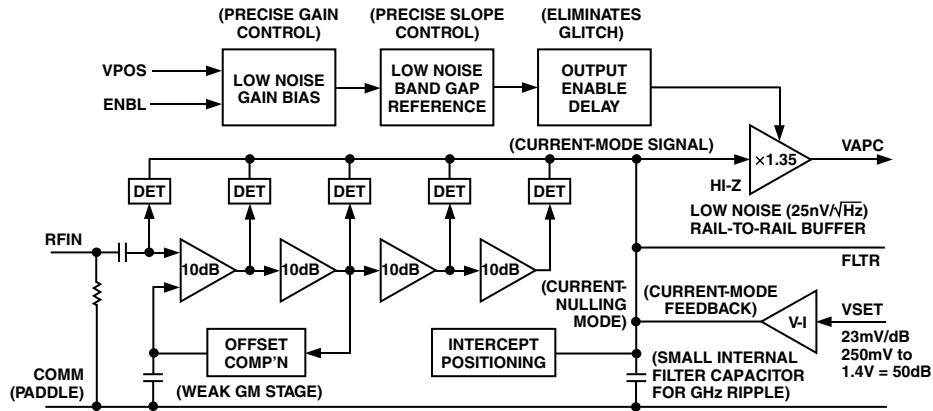 (PRECISE GAIN
CONTROL)
(PRECISE SLOPE
CONTROL)
(ELIMINATES
GLITCH)
VPOS
ENBL
LOW NOISE
GAIN BIAS
LOW NOISE
BAND GAP
REFERENCE
OUTPUT
ENABLE
DELAY
(CURRENT-MODE SIGNAL)
×1.35
VAPC
HI-Z
DET
DET
DET
DET
DET
LOW NOISE (25nV/√Hz)
RAIL-TO-RAIL BUFFER
RFIN
10dB
10dB
10dB
10dB
FLTR
(CURRENT-
NULLING
MODE)
(CURRENT-MODE
FEEDBACK)
V-I
VSET
23mV/dB
250mV to
1.4V = 50dB
OFFSET
COMP'N
INTERCEPT
POSITIONING
COMM
(PADDLE)
(WEAK GM STAGE)
(SMALL INTERNAL
FILTER CAPACITOR
FOR GHz RIPPLE)